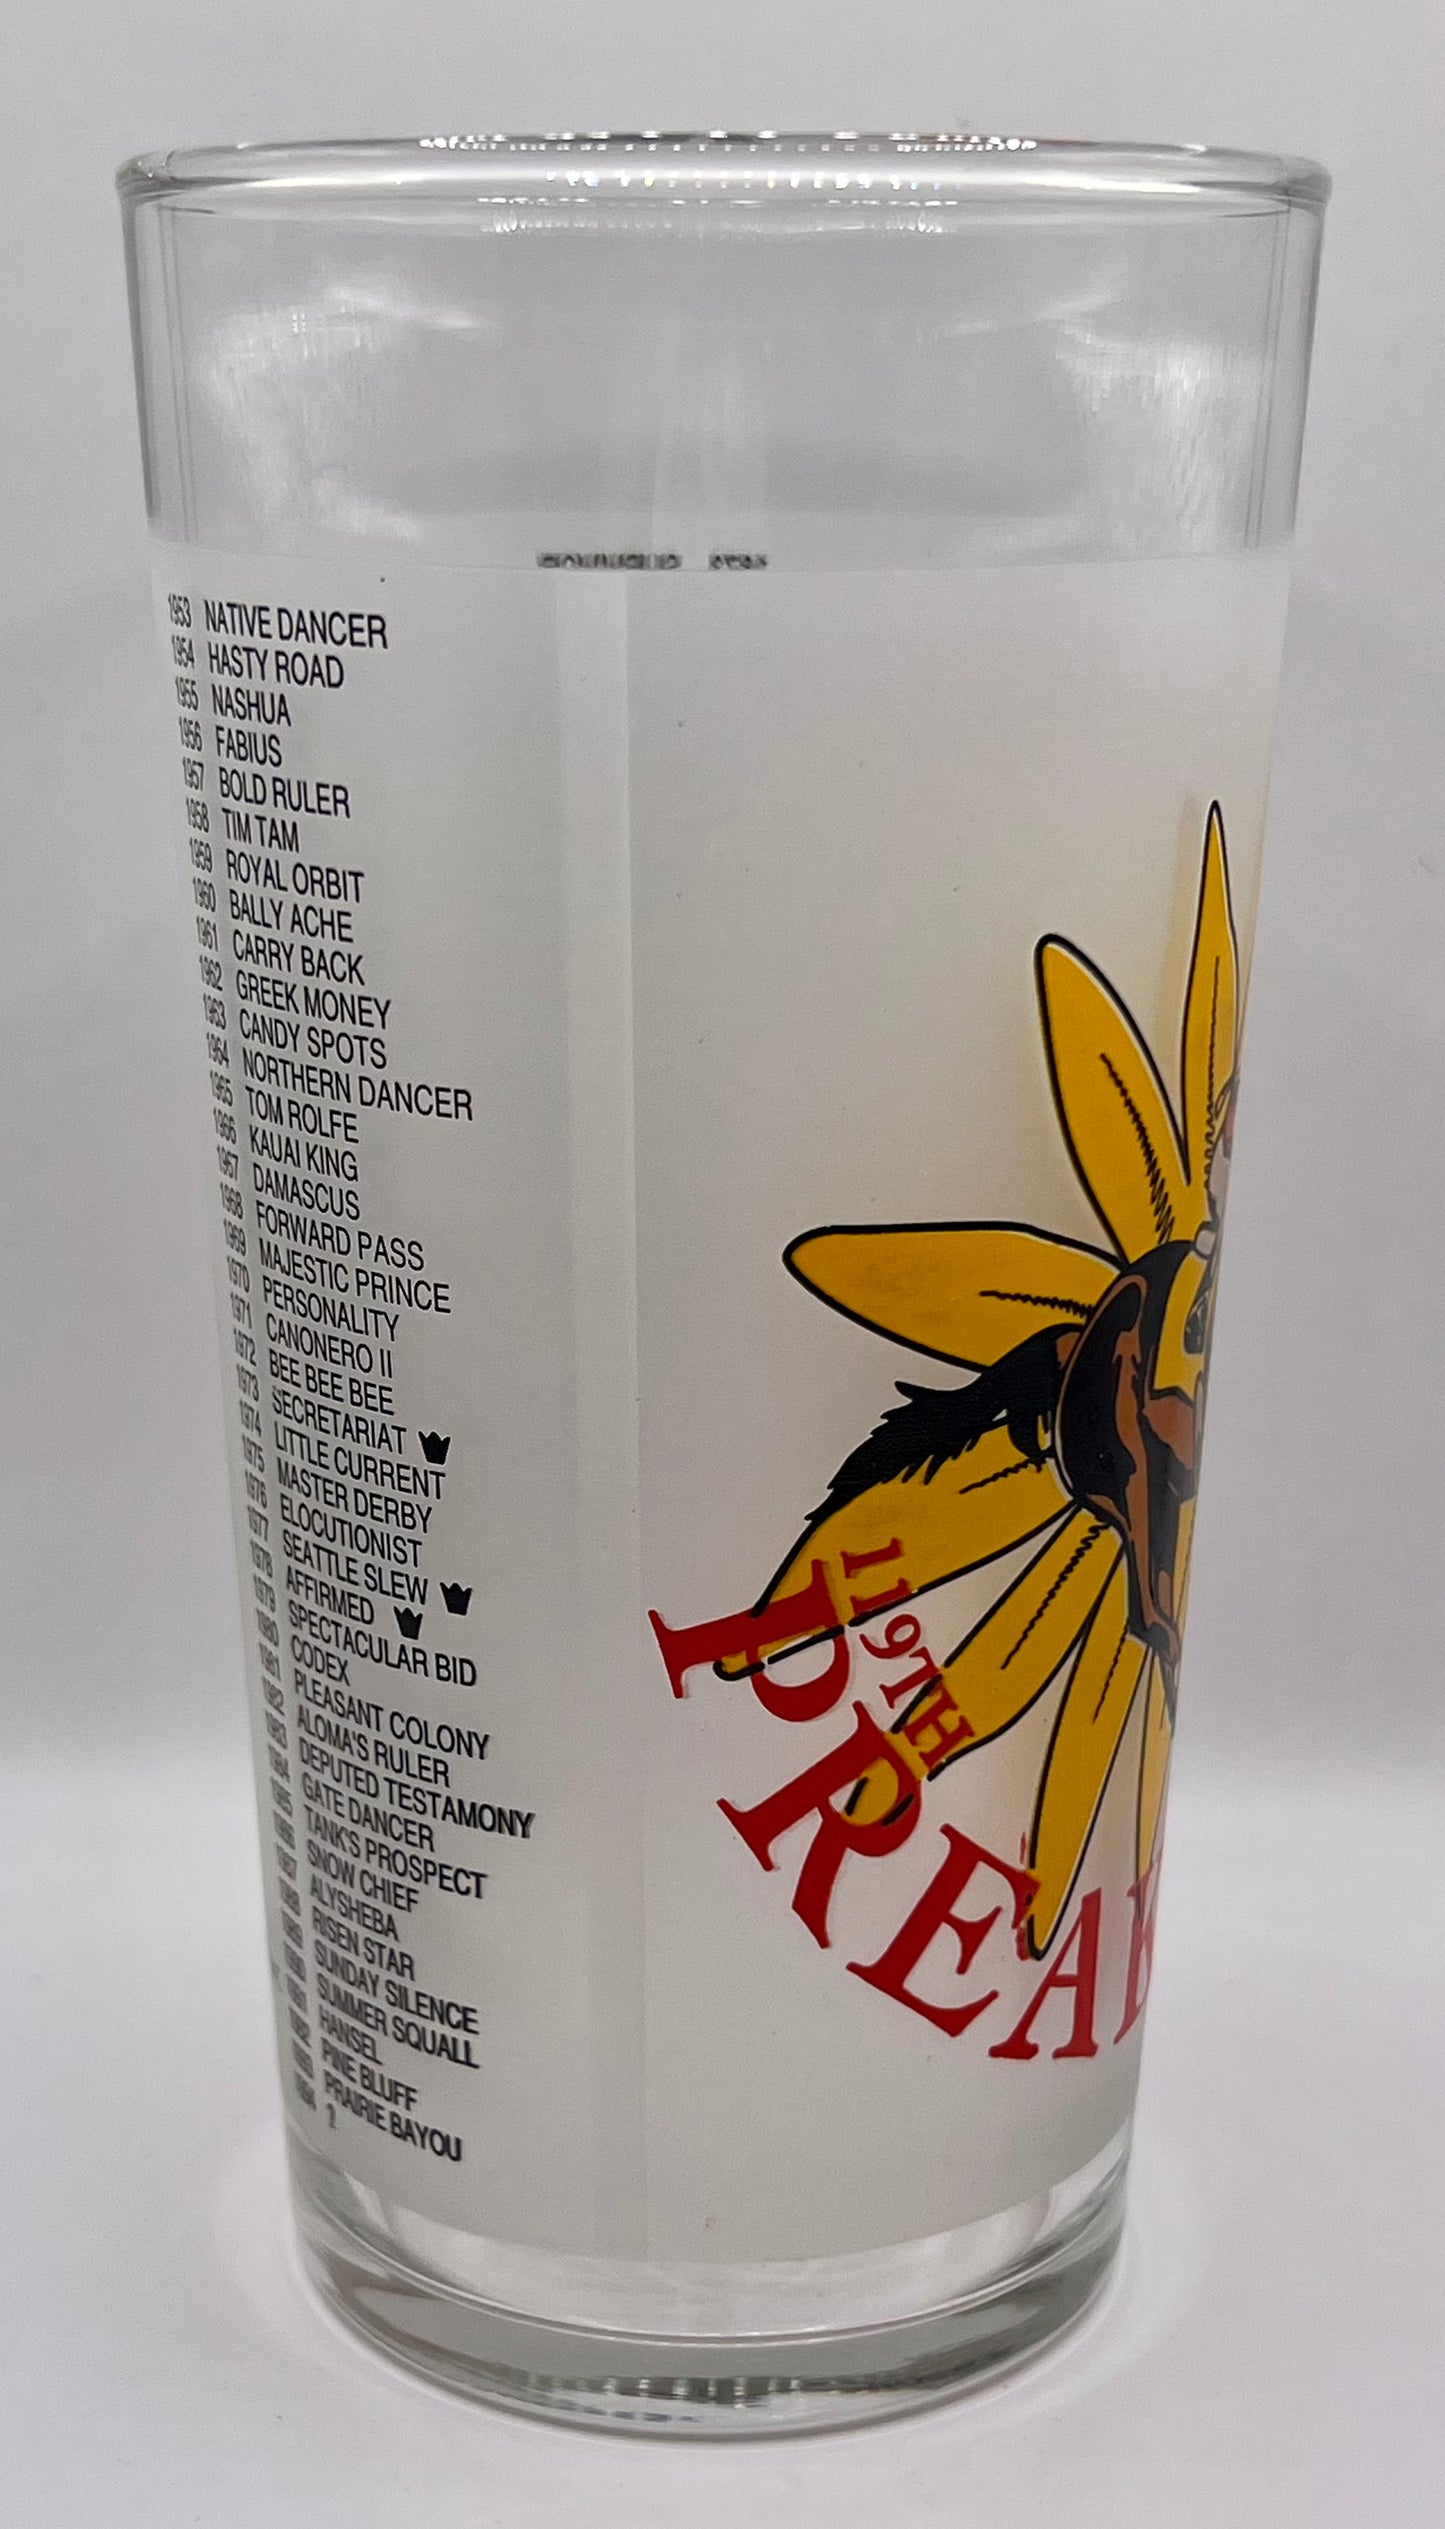 1953 NATIVE DANCER
1954 HASTY ROAD
1955 NASHUA
1956 FABIUS
1957 BOLD RULER
1958 TIM TAM
1959 ROYAL ORBIT
1960 BALLY ACHE
1961 CARRY BACK
1962 GREEK MONEY
1963 CANDY SPOTS
1964 NORTHERN DANCER
1965 TOM ROLFE
1966 KAUAI KING
1967 DAMASCUS
1968 FORWARD PASS
1969 MAJESTIC PRINCE
1970 PERSONALITY
1971 CANONERO II
1972 BEE BEE BEE
1973 SECRETARIAT
1974 LITTLE CURRENT
1975 MASTER DERBY
1976 ELOCUTIONIST
1977 SEATTLE SLEW
1978 AFFIRMED
1979 SPECTACULAR BID
1980 CODEX
1981 PLEASANT COLONY
1982 ALOMA'S RULER
1983 DEPUTED TESTAMONY
1984 GATE DANCER
1985 TANK'S PROSPECT
1986 SNOW CHIEF
1987 ALYSHEBA
1988 RISEN STAR
1989 SUNDAY SILENCE
1990 SUMMER SQUALL
1991 HANSEL
1992 PINE BLUFF
1993 PRAIRIE BAYOU
1994 ?
119TH
PREAK